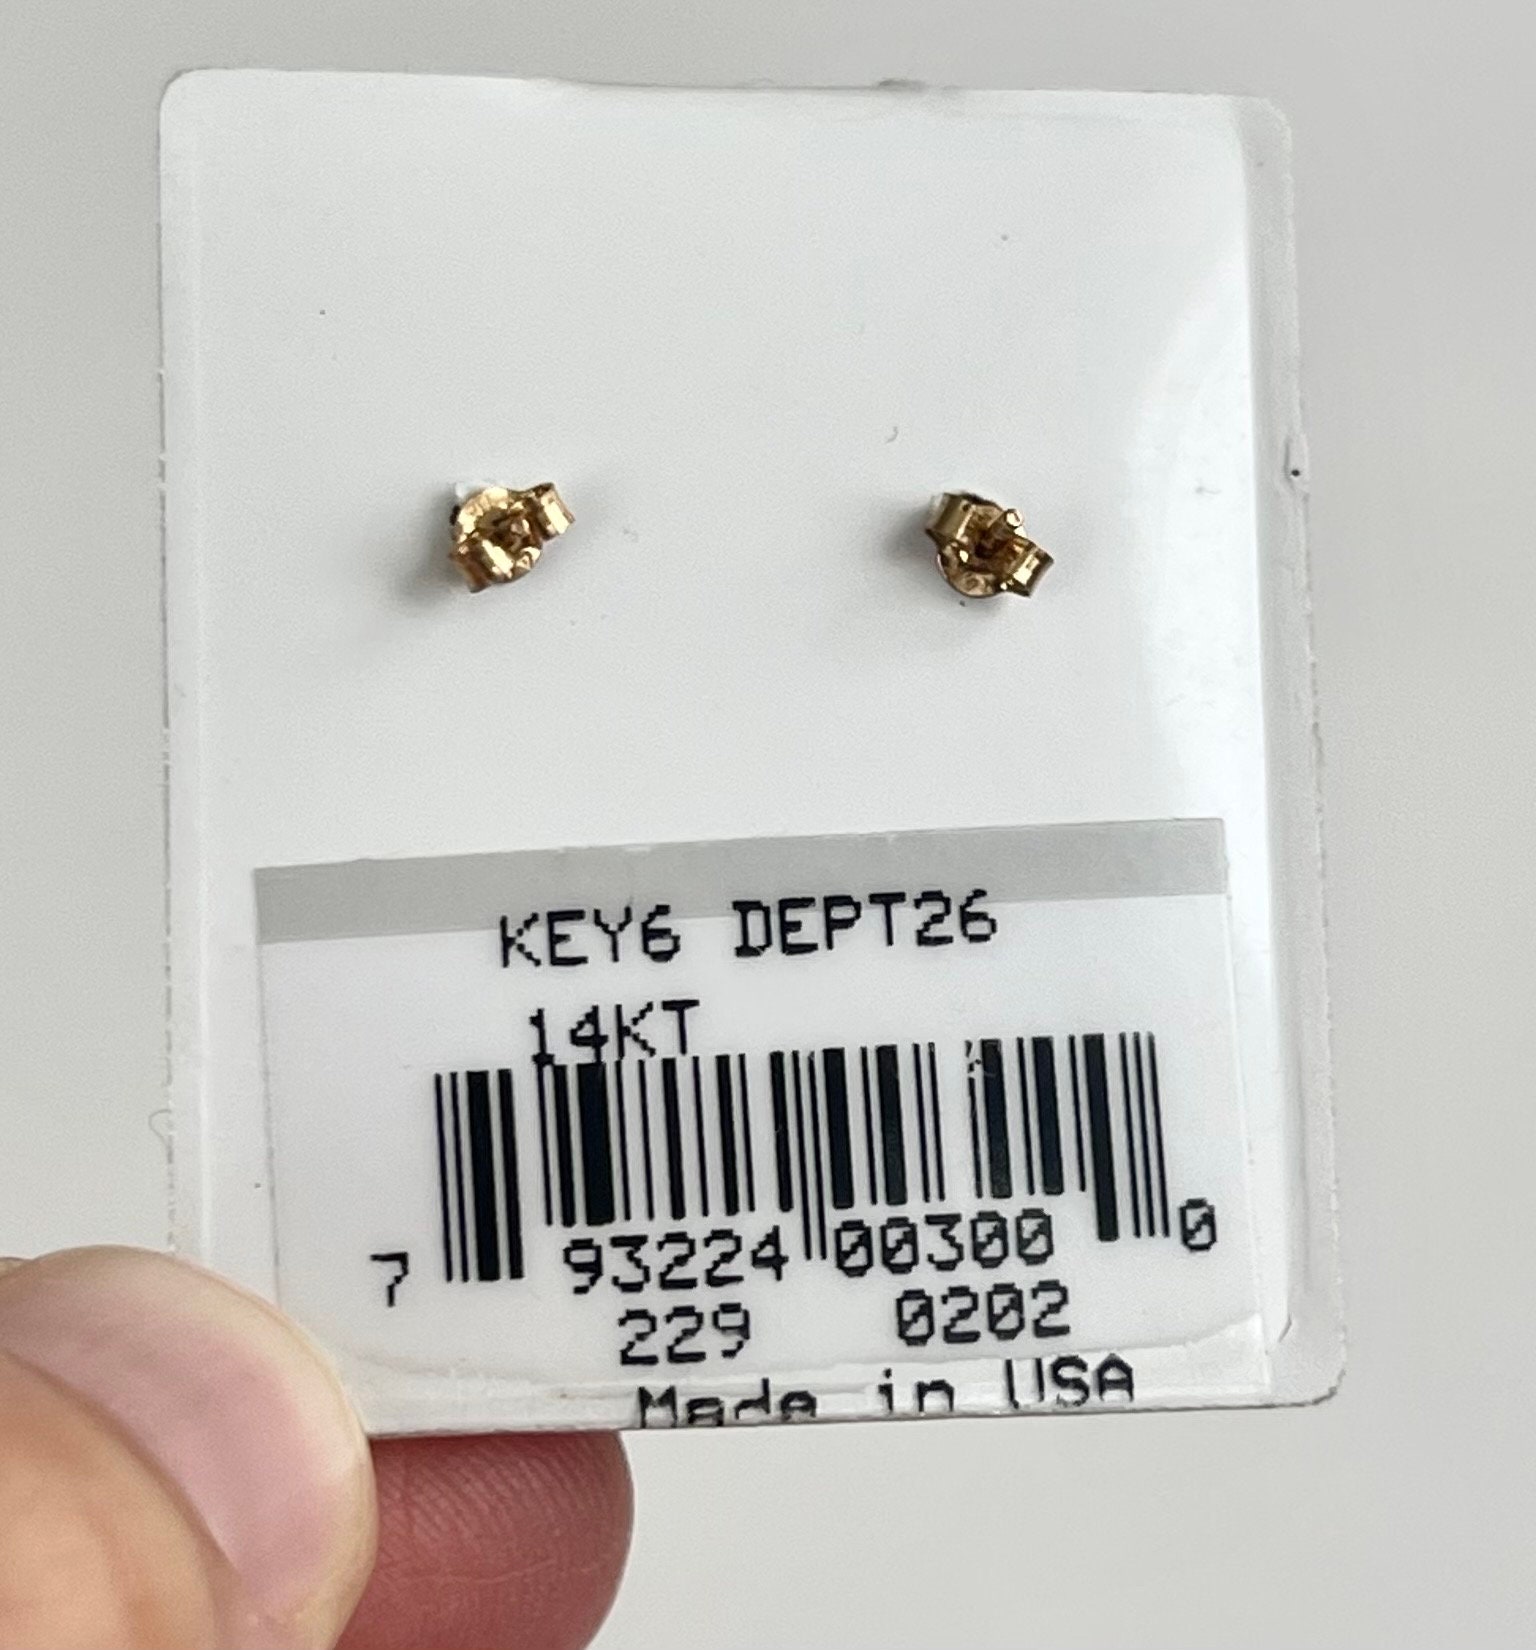 KEY6 DEPT26
14KT
7 93224 00300 0
229 0202
Made in USA